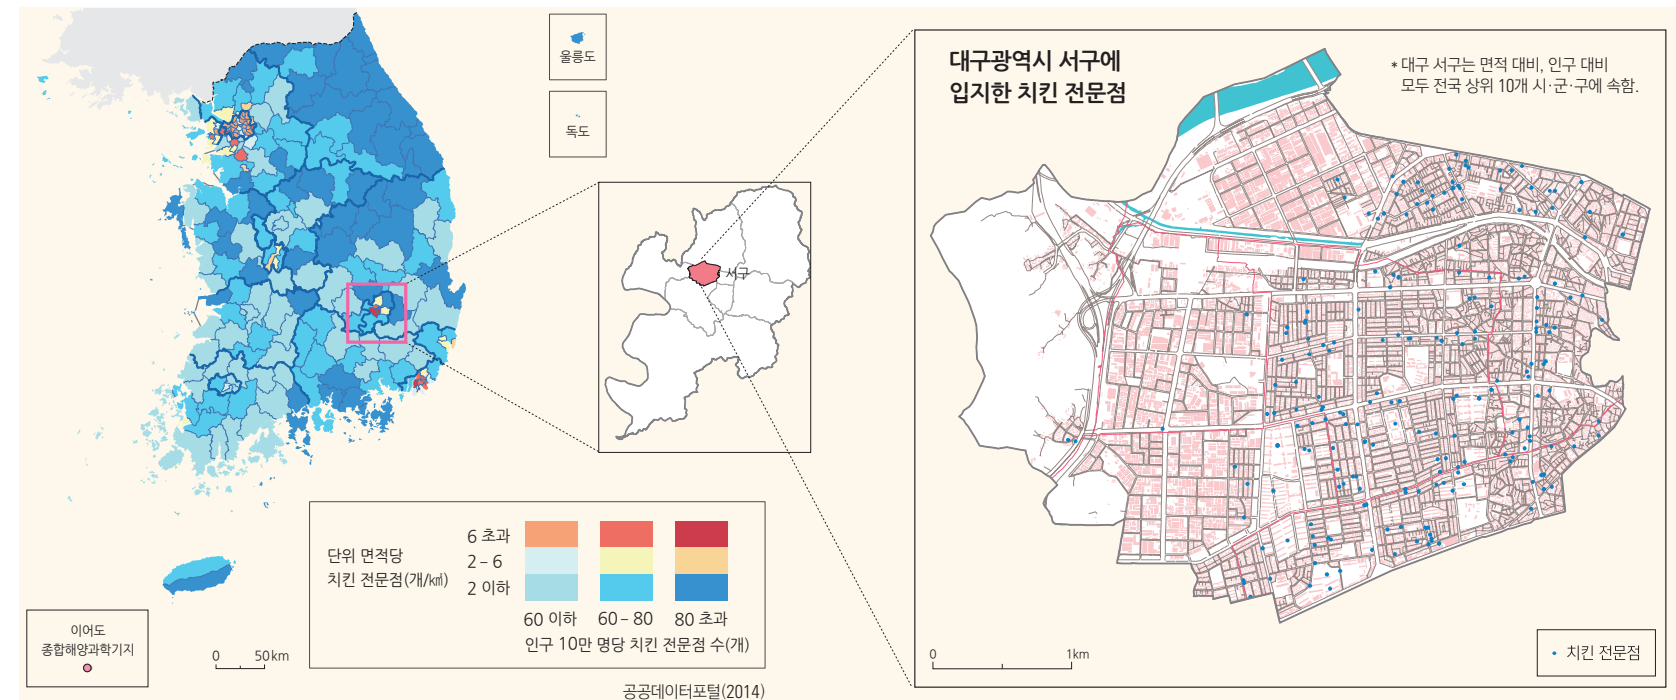 울릉도
독도
이어도
종합해양과학기지
0 50km
단위 면적당
치킨 전문점(개/㎢)
6 초과
2 – 6
2 이하
60 이하 60 – 80 80 초과
인구 10만 명당 치킨 전문점 수(개)
공공데이터포털(2014)
서구
대구광역시 서구에
입지한 치킨 전문점
* 대구 서구는 면적 대비, 인구 대비
모두 전국 상위 10개 시·군·구에 속함.
0 1km
치킨 전문점